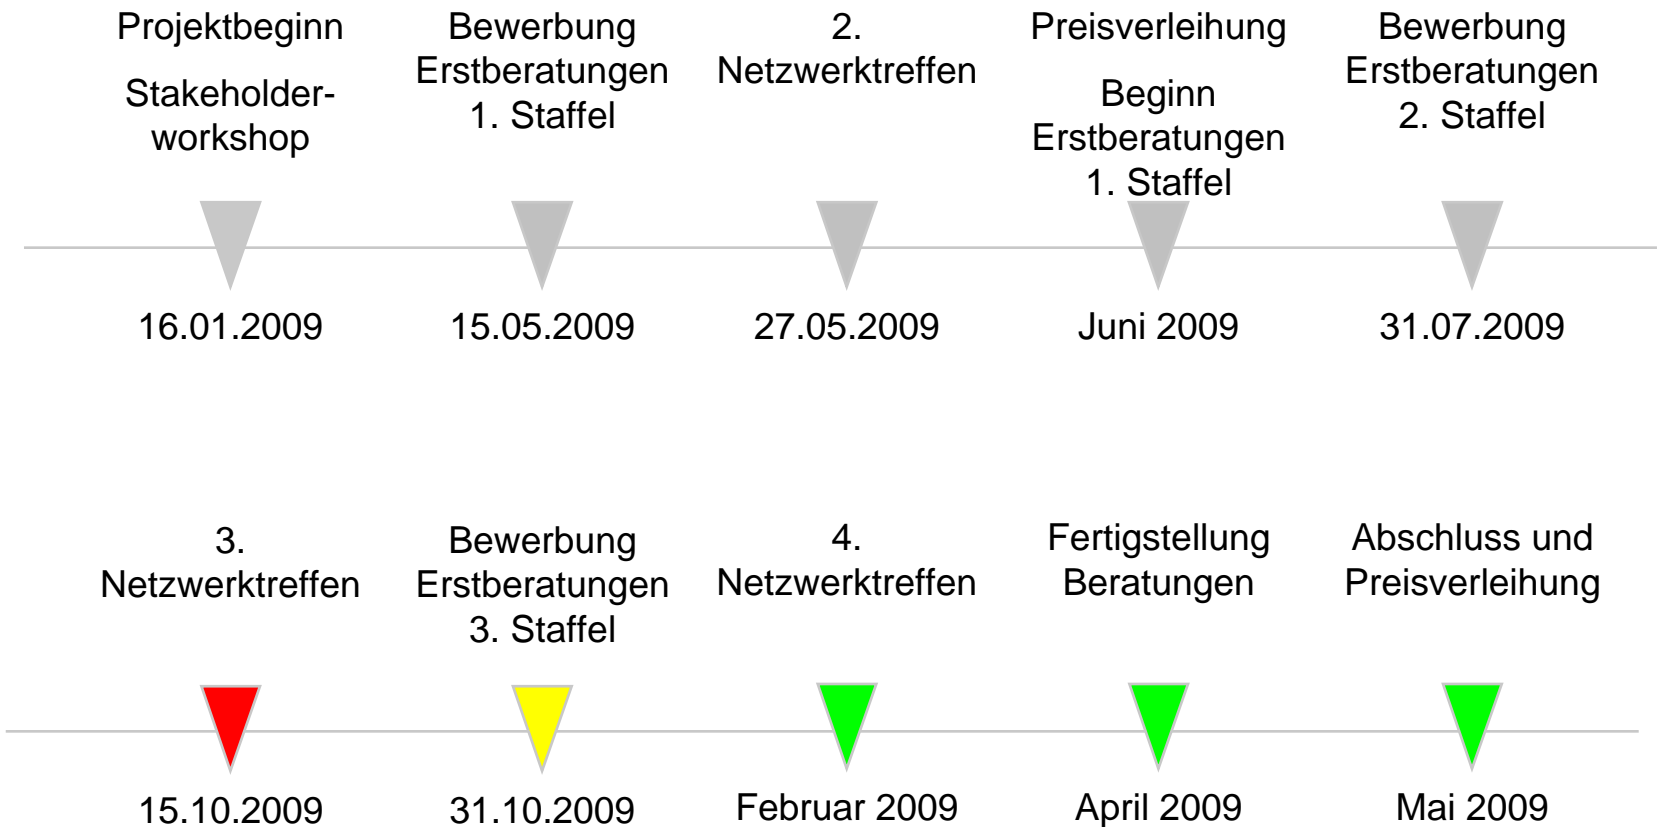 Projektbeginn
Stakeholder-
workshop
16.01.2009
Bewerbung
Erstberatungen
1. Staffel
15.05.2009
2.
Netzwerktreffen
27.05.2009
Preisverleihung
Beginn
Erstberatungen
1. Staffel
Juni 2009
Bewerbung
Erstberatungen
2. Staffel
31.07.2009
3.
Netzwerktreffen
15.10.2009
Bewerbung
Erstberatungen
3. Staffel
31.10.2009
4.
Netzwerktreffen
Februar 2009
Fertigstellung
Beratungen
April 2009
Abschluss und
Preisverleihung
Mai 2009